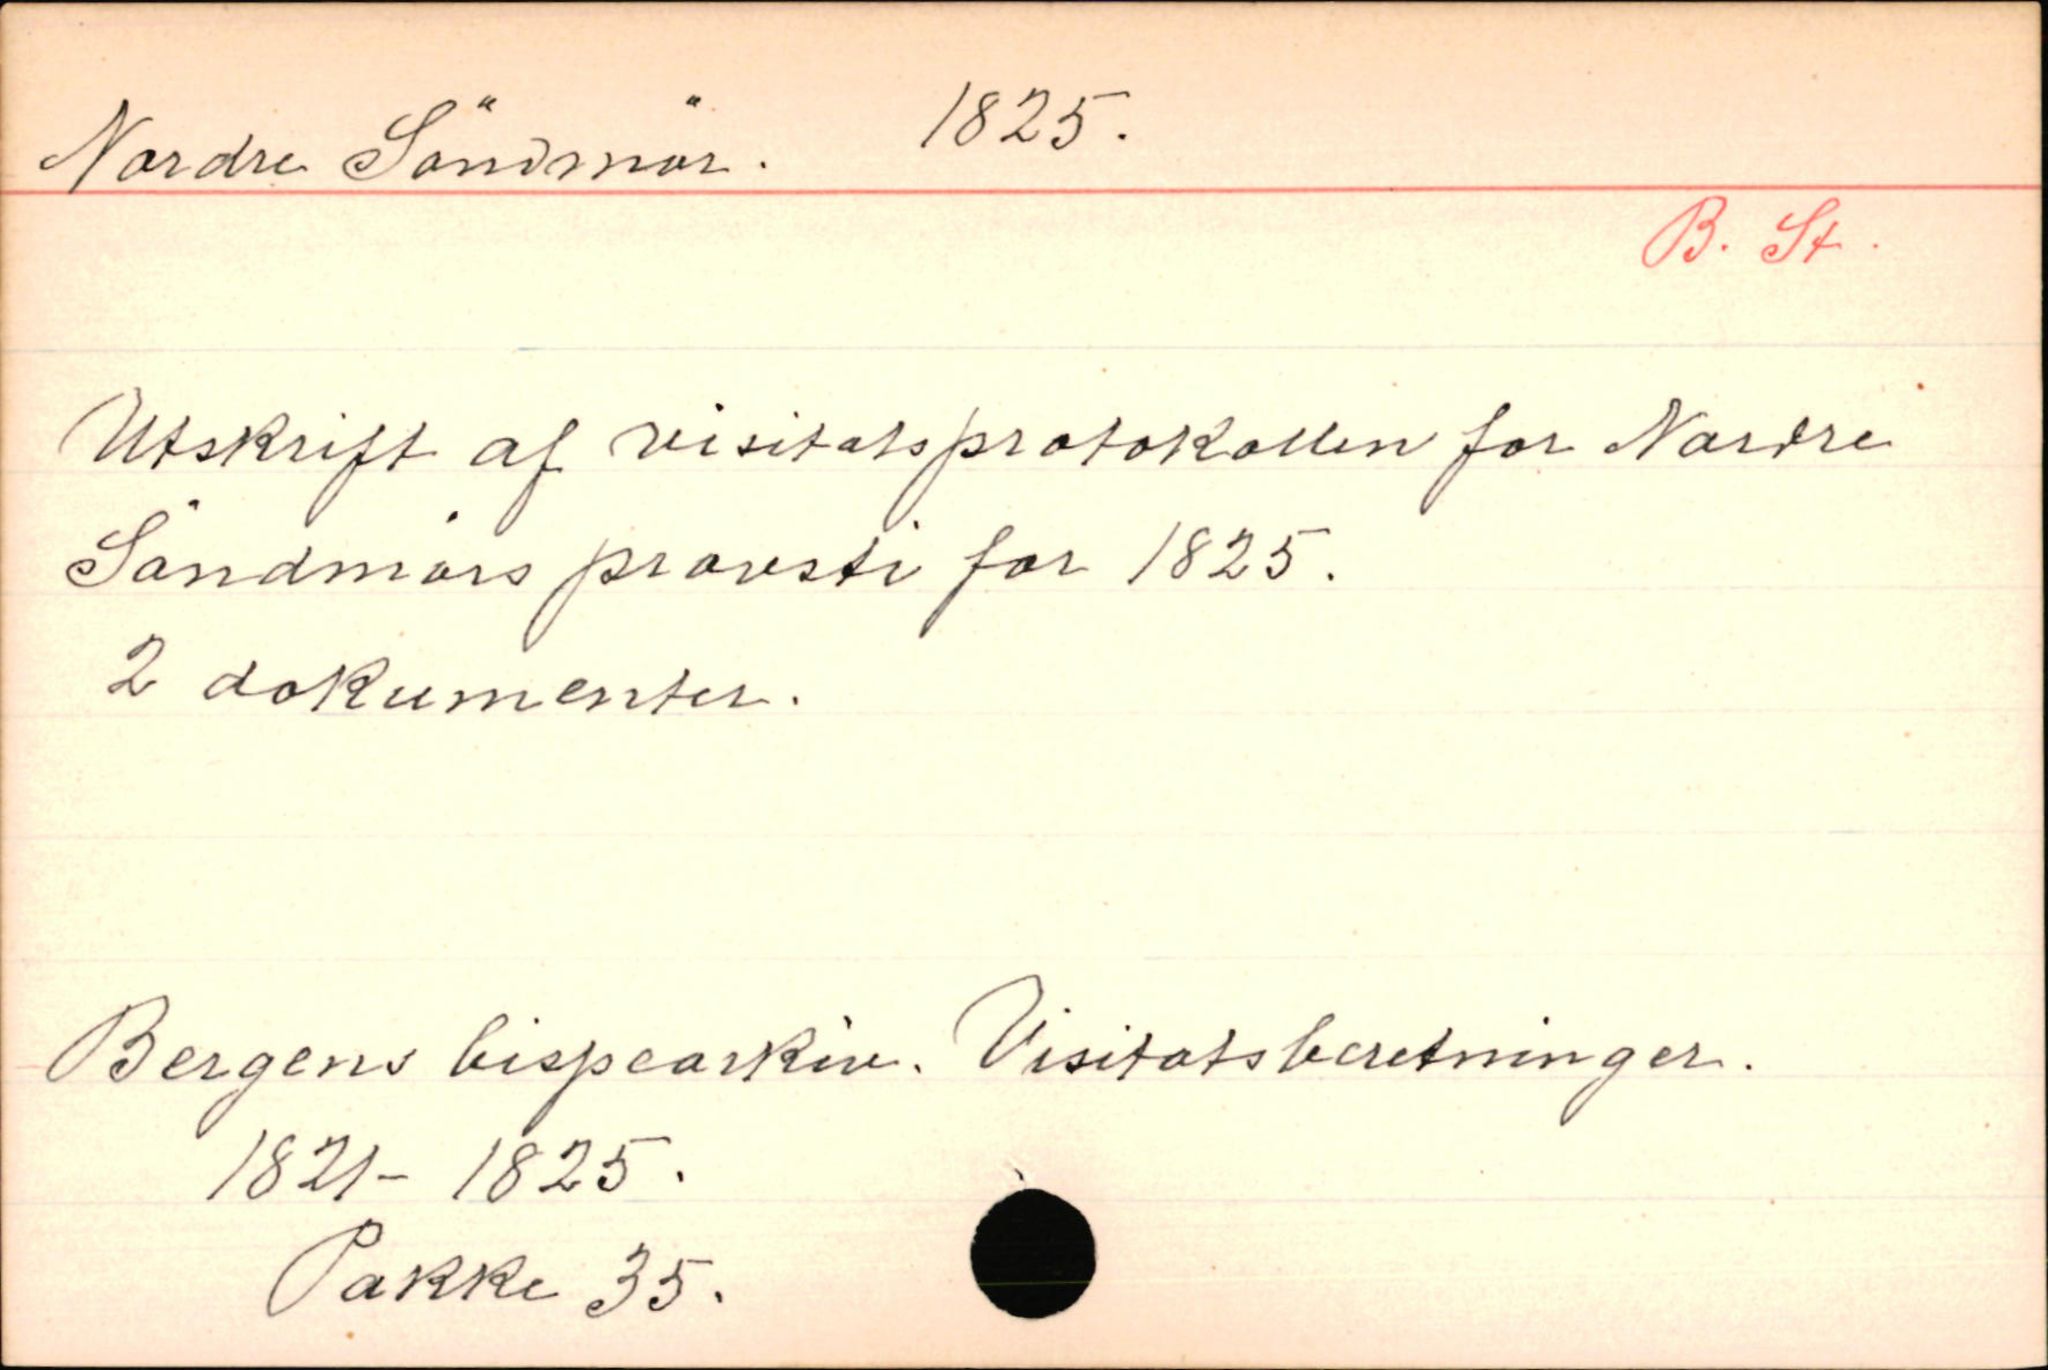 Nordre Söndmör. 1825.
B. St.
Utskrift af visitatsprotokollen for Nordre
Söndmörs provsti for 1825.
2 dokumenter.
Bergens bispearkiv. Visitatsberetninger.
1821-1825.
Pakke 35.